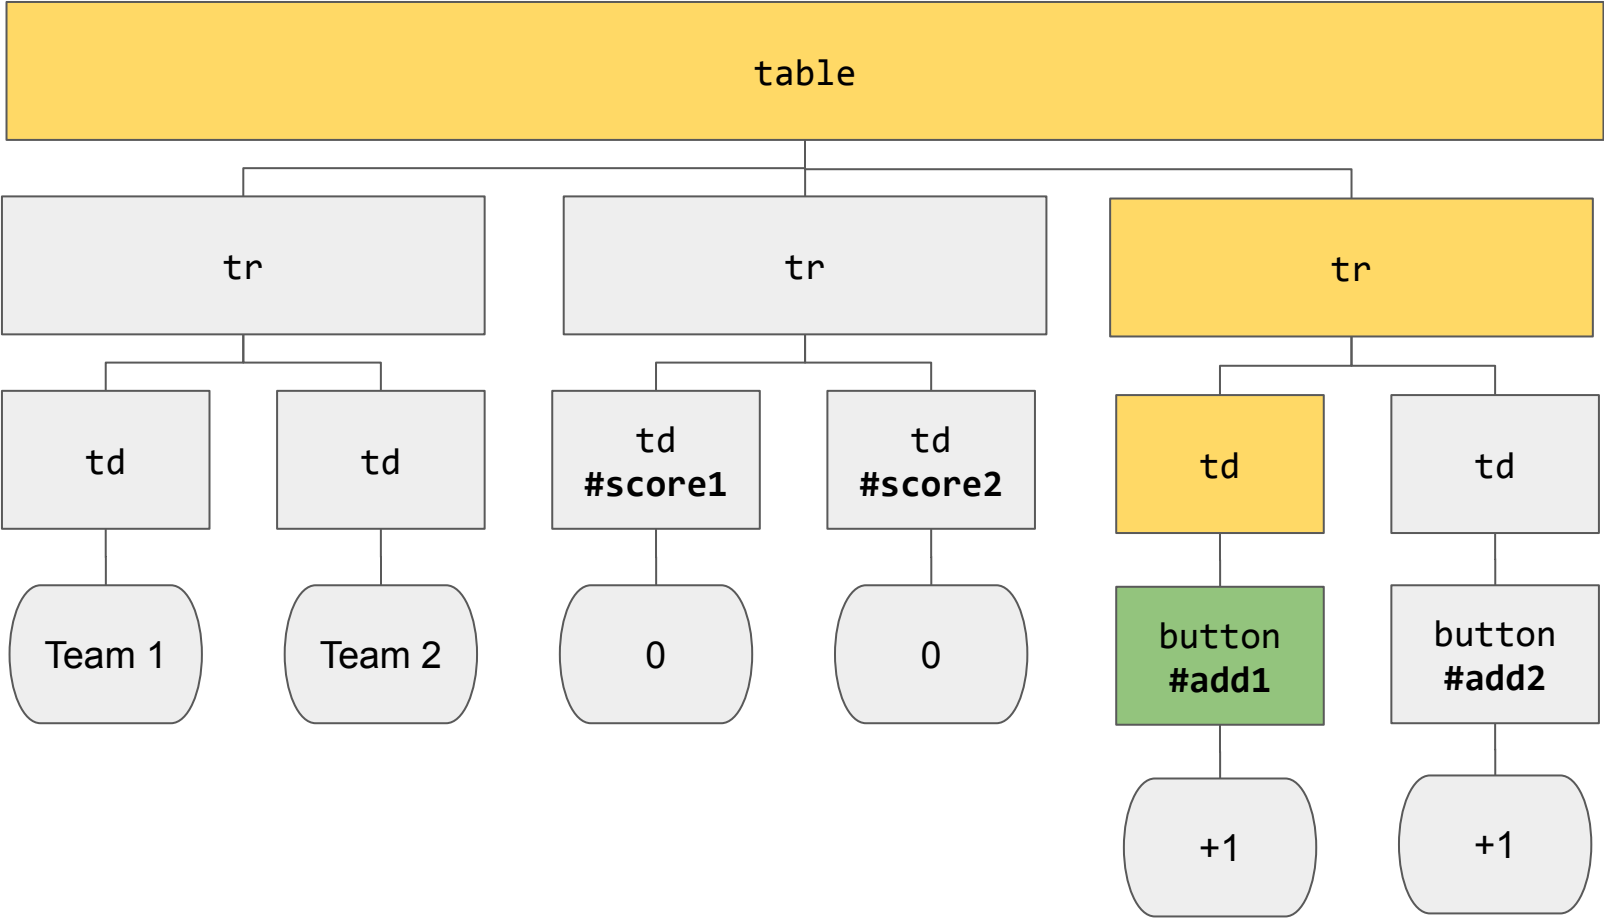 table
tr
tr
tr
td
td
td
#score1
td
#score2
td
td
Team 1
Team 2
0
0
button
#add1
button
#add2
+1
+1